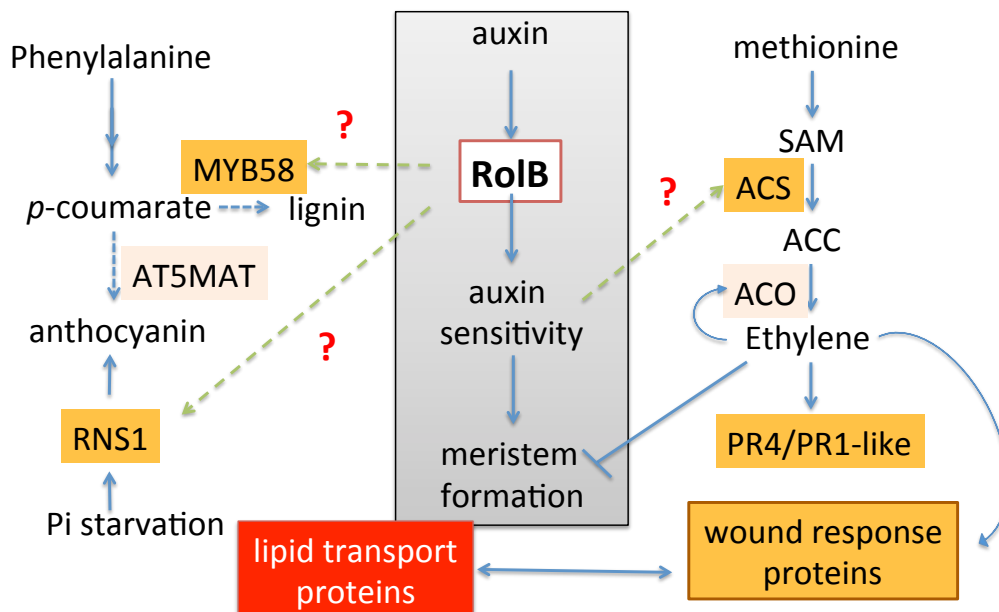 Phenylalanine
?
MYB58
p-coumarate
lignin
AT5MAT
anthocyanin
?
RNS1
Pi starvation
auxin
RolB
auxin
sensitivity
meristem
formation
lipid transport
proteins
methionine
SAM
?
ACS
ACC
ACO
Ethylene
PR4/PR1-like
wound response
proteins